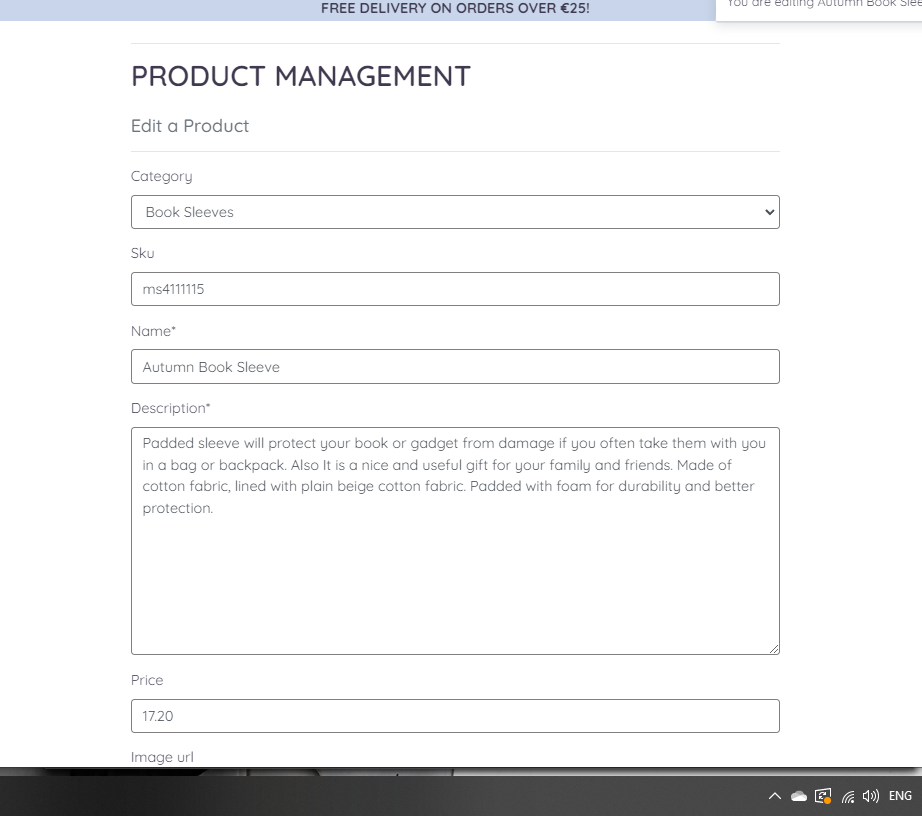 FREE DELIVERY ON ORDERS OVER €25!
You are editing Autumn Book
PRODUCT MANAGEMENT
Edit a Product
Category
Book Sleeves
Sku
ms4111115
Name*
Autumn Book Sleeve
Description*
Padded sleeve will protect your book or gadget from damage if you often take them with you
in a bag or backpack. Also It is a nice and useful gift for your family and friends. Made of
cotton fabric, lined with plain beige cotton fabric. Padded with foam for durability and better
protection.
Price
17.20
Image url
ENG